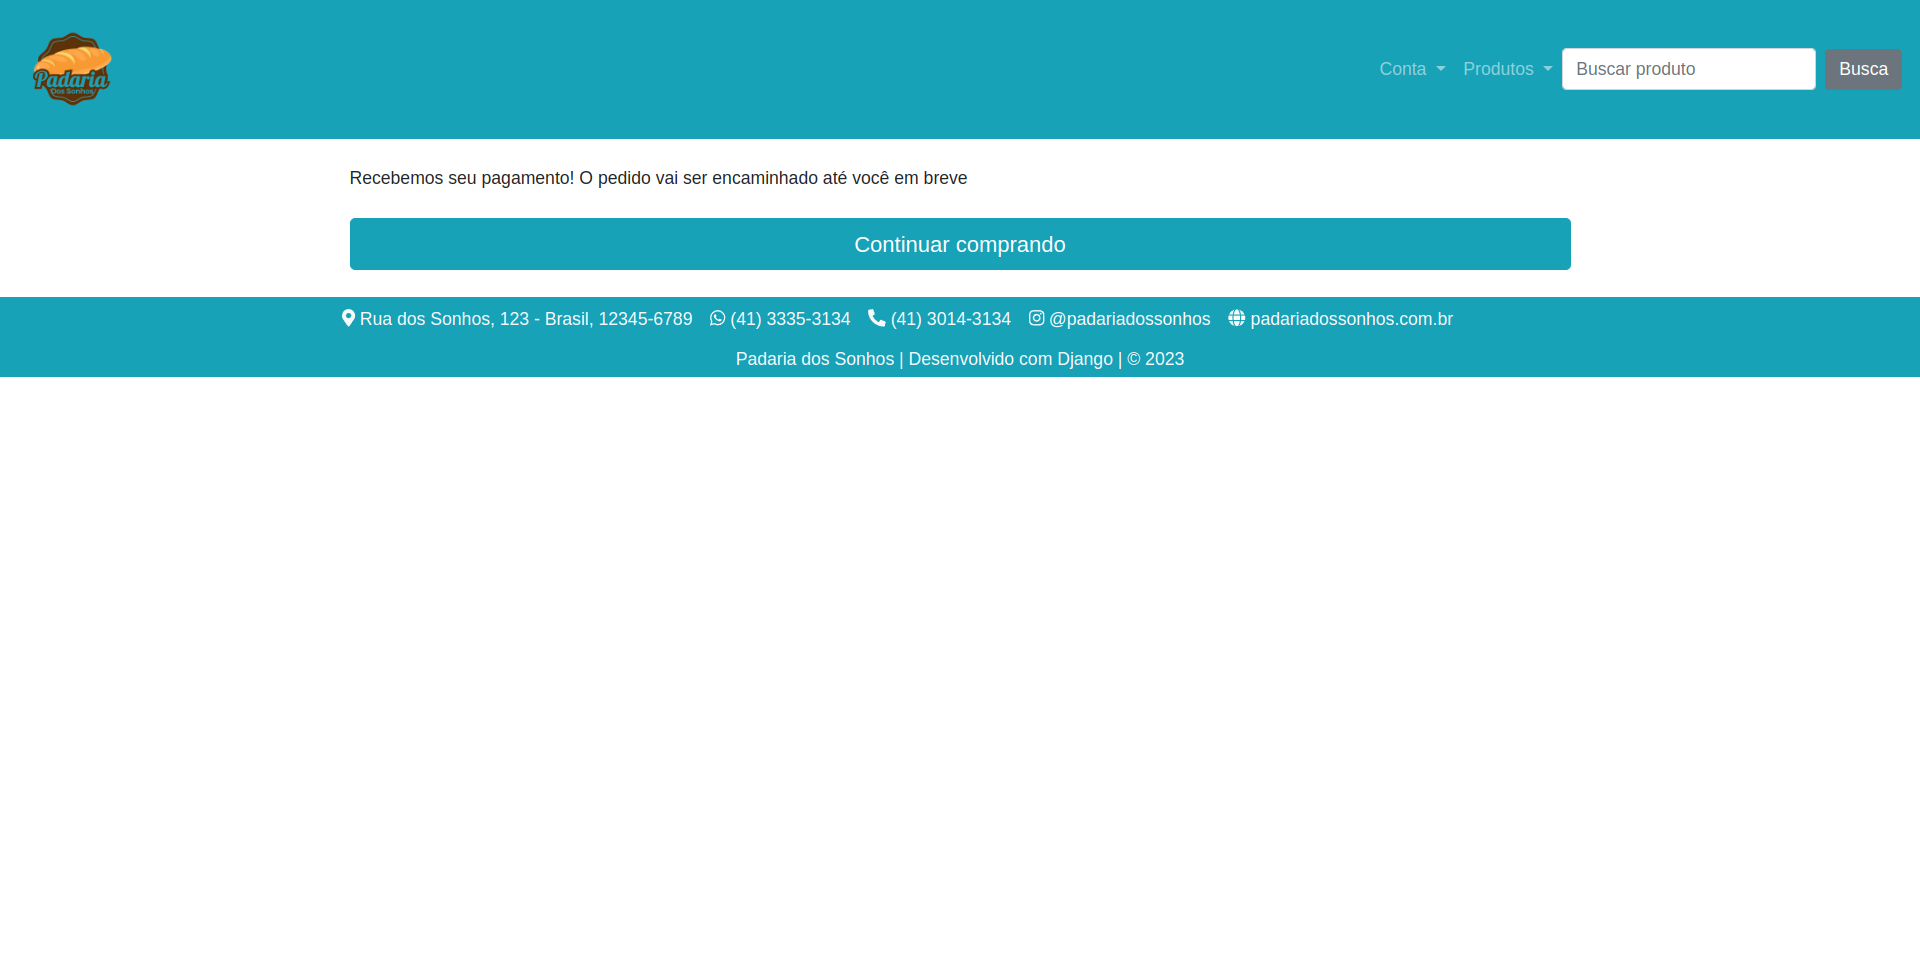 Padaria
Dos Sonhos
Conta
Produtos
Buscar produto
Busca
Recebemos seu pagamento! O pedido vai ser encaminhado até você em breve
Continuar comprando
Rua dos Sonhos, 123 - Brasil, 12345-6789 (41) 3335-3134 (41) 3014-3134 @padariadossonhos padariadossonhos.com.br
Padaria dos Sonhos | Desenvolvido com Django | © 2023